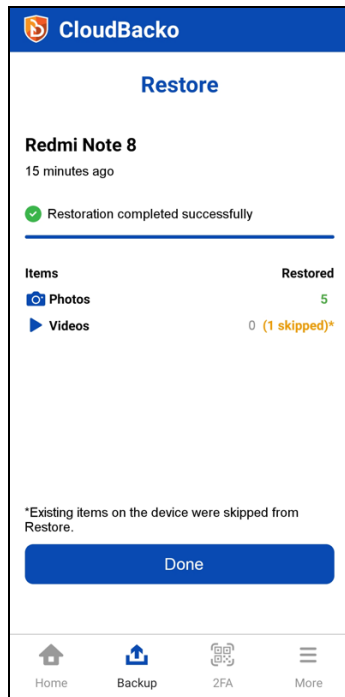 CloudBacko
Restore
Redmi Note 8
15 minutes ago
Restoration completed successfully
Items Restored
Photos 5
Videos 0 (1 skipped)*
*Existing items on the device were skipped from
Restore.
Done
Home Backup 2FA More